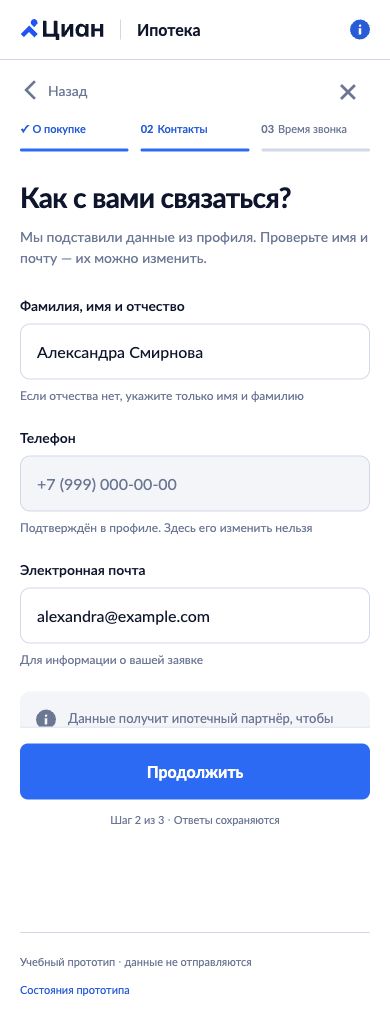 Циан
Ипотека
Назад
✓ О покупке
02 Контакты
03 Время звонка
Как с вами связаться?
Мы подставили данные из профиля. Проверьте имя и
почту — их можно изменить.
Фамилия, имя и отчество
Александра Смирнова
Если отчества нет, укажите только имя и фамилию
Телефон
+7 (999) 000-00-00
Подтверждён в профиле. Здесь его изменить нельзя
Электронная почта
alexandra@example.com
Для информации о вашей заявке
Данные получит ипотечный партнёр, чтобы
Продолжить
Шаг 2 из 3 · Ответы сохраняются
Учебный прототип · данные не отправляются
Состояния прототипа